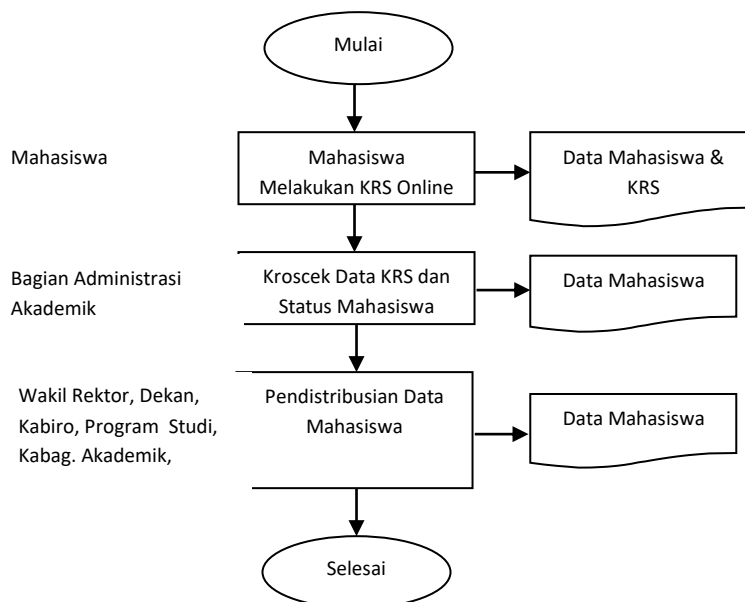 Mulai
Mahasiswa
Mahasiswa
Melakukan KRS Online
Data Mahasiswa &
KRS
Bagian Administrasi
Akademik
Kroscek Data KRS dan
Status Mahasiswa
Data Mahasiswa
Wakil Rektor, Dekan,
Kabiro, Program Studi,
Kabag. Akademik,
Pendistribusian Data
Mahasiswa
Data Mahasiswa
Selesai